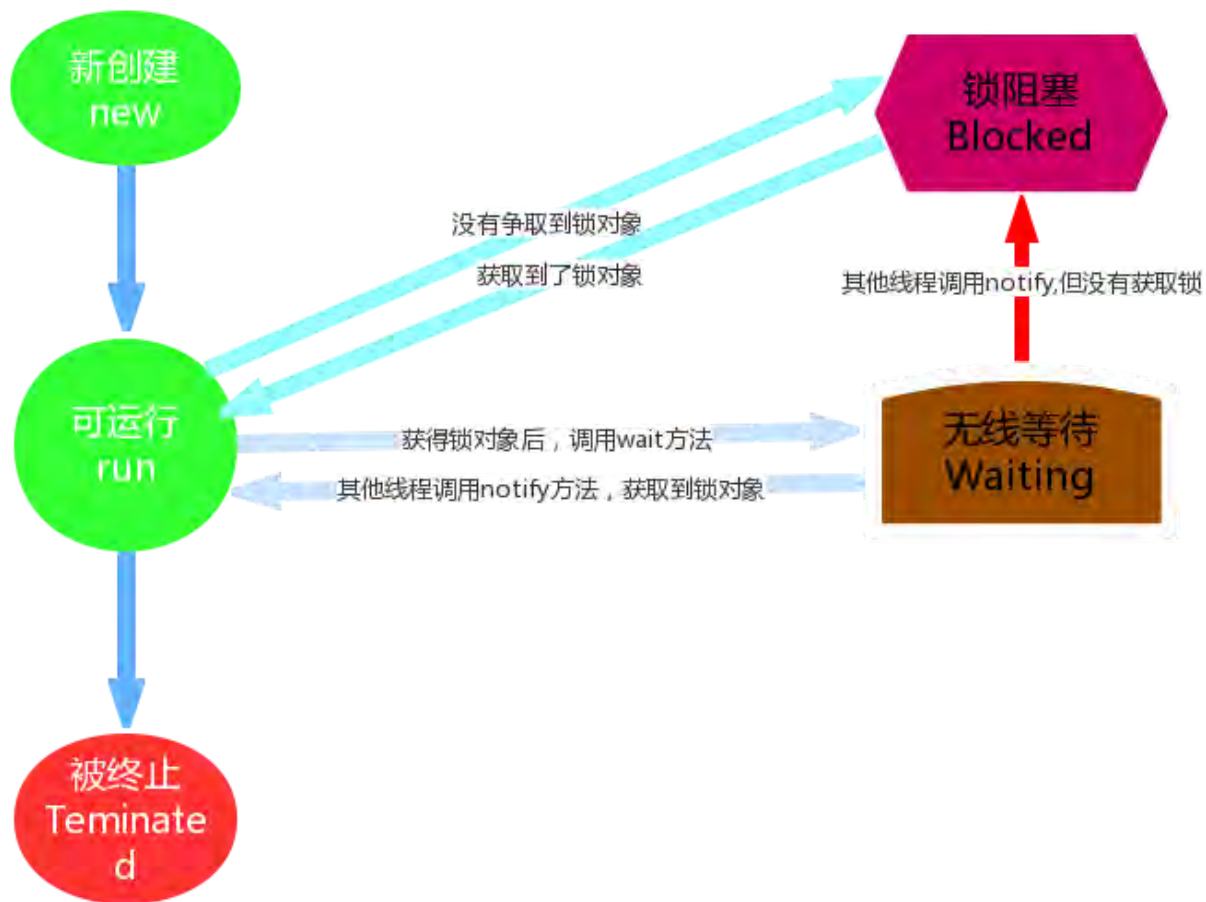 新创建
new
锁阻塞
Blocked
没有争取到锁对象
获取到了锁对象
其他线程调用notify,但没有获取锁
可运行
run
获得锁对象后，调用wait方法
其他线程调用notify方法，获取到锁对象
无线等待
Waiting
被终止
Teminate
d